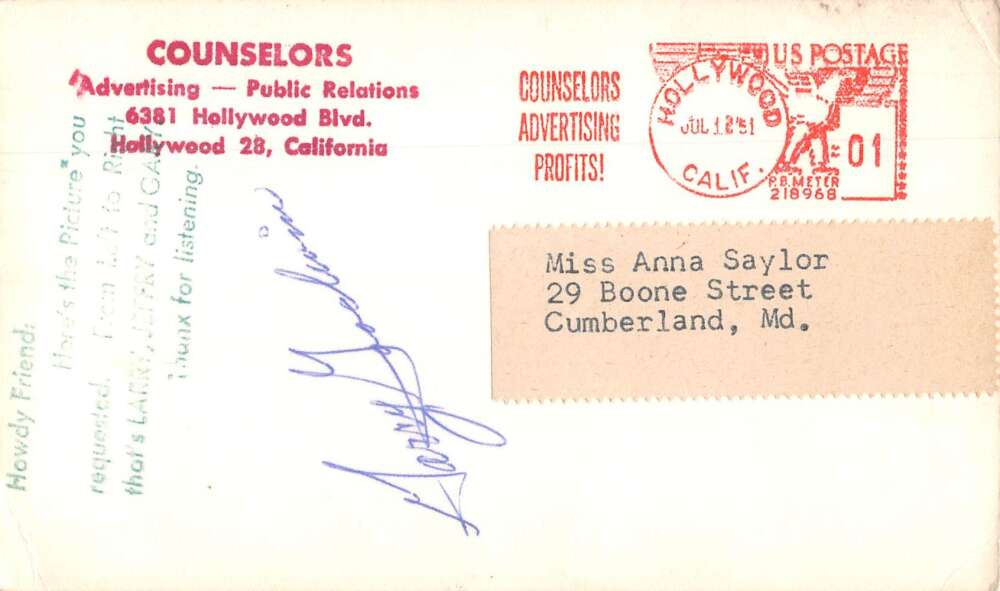 COUNSELORS
Advertising — Public Relations
6381 Hollywood Blvd.
Hollywood 28, California
COUNSELORS
ADVERTISING
PROFITS!
HOLLYWOOD
JUL 12 '51
CALIF.
U.S. POSTAGE
01
P.B. METER
218968
Miss Anna Saylor
29 Boone Street
Cumberland, Md.
Howdy Friend:
Here's the Picture" you
requested. From left to Right
that's LARRY, and GARY
Thanx for listening.